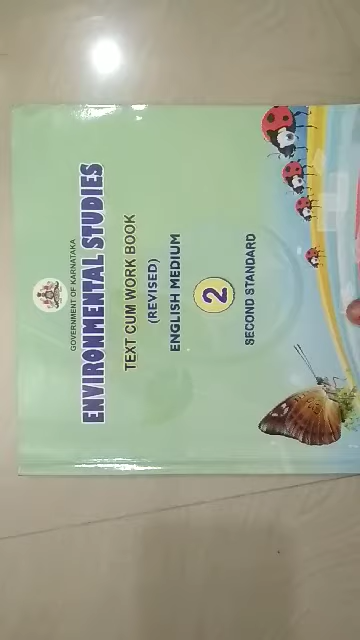 GOVERNMENT OF KARNATAKA
ENVIRONMENTAL STUDIES
TEXT CUM WORK BOOK
(REVISED)
ENGLISH MEDIUM
2
SECOND STANDARD